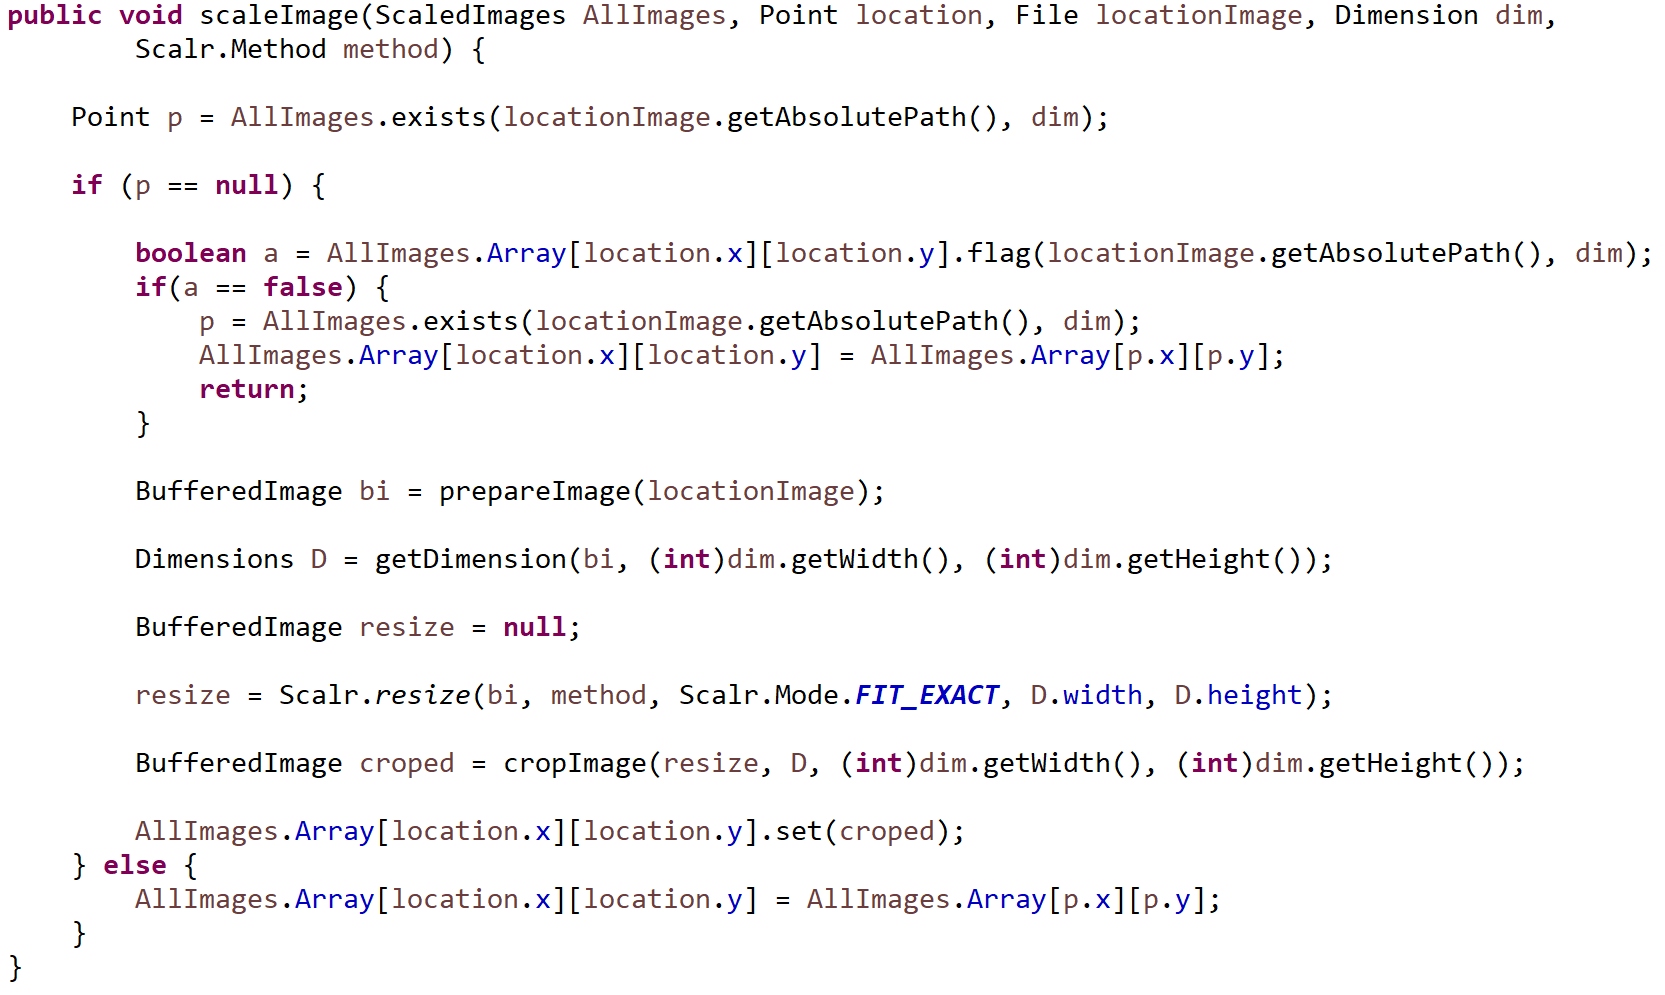 public void scaleImage(ScaledImages AllImages, Point location, File locationImage, Dimension dim,
        Scalr.Method method) {
    Point p = AllImages.exists(locationImage.getAbsolutePath(), dim);
    if (p == null) {
        boolean a = AllImages.Array[location.x][location.y].flag(locationImage.getAbsolutePath(), dim);
        if(a == false) {
            p = AllImages.exists(locationImage.getAbsolutePath(), dim);
            AllImages.Array[location.x][location.y] = AllImages.Array[p.x][p.y];
            return;
        }
        BufferedImage bi = prepareImage(locationImage);
        Dimensions D = getDimension(bi, (int)dim.getWidth(), (int)dim.getHeight());
        BufferedImage resize = null;
        resize = Scalr.resize(bi, method, Scalr.Mode.FIT_EXACT, D.width, D.height);
        BufferedImage croped = cropImage(resize, D, (int)dim.getWidth(), (int)dim.getHeight());
        AllImages.Array[location.x][location.y].set(croped);
    } else {
        AllImages.Array[location.x][location.y] = AllImages.Array[p.x][p.y];
    }
}